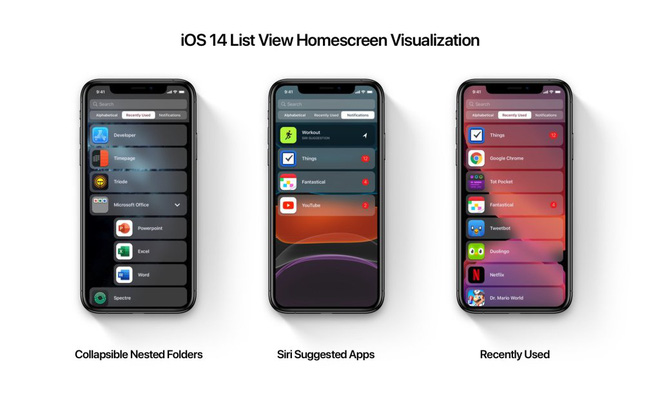 iOS 14 List View Homescreen Visualization
9:41
Search
Alphabetical Recently Used Notifications
Developer
Timepage
Triode
Microsoft Office
Powerpoint
Excel
Word
Spectre
9:41
Search
Alphabetical Recently Used Notifications
Workout
SIRI SUGGESTION
Things 12
Fantastical
YouTube
9:41
Search
Alphabetical Recently Used Notifications
Things 12
Google Chrome
Tot Pocket
Fantastical
Tweetbot
Duolingo
Netflix
Dr. Mario World
Collapsible Nested Folders
Siri Suggested Apps
Recently Used